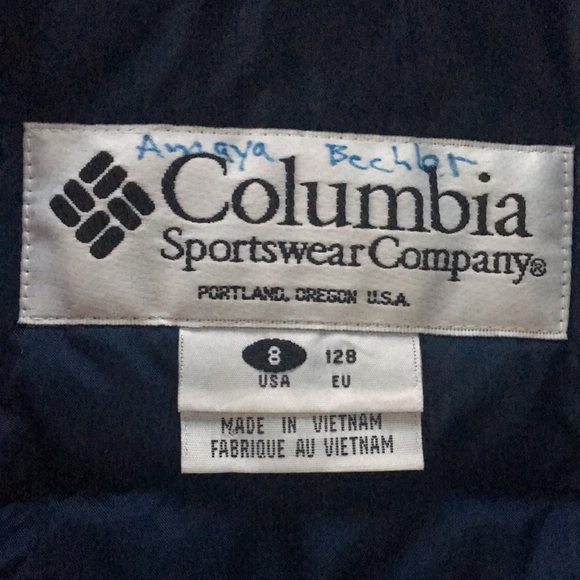 Amaya Bechler
Columbia
Sportswear Company®
PORTLAND, OREGON U.S.A.
8 128
USA EU
MADE IN VIETNAM
FABRIQUE AU VIETNAM